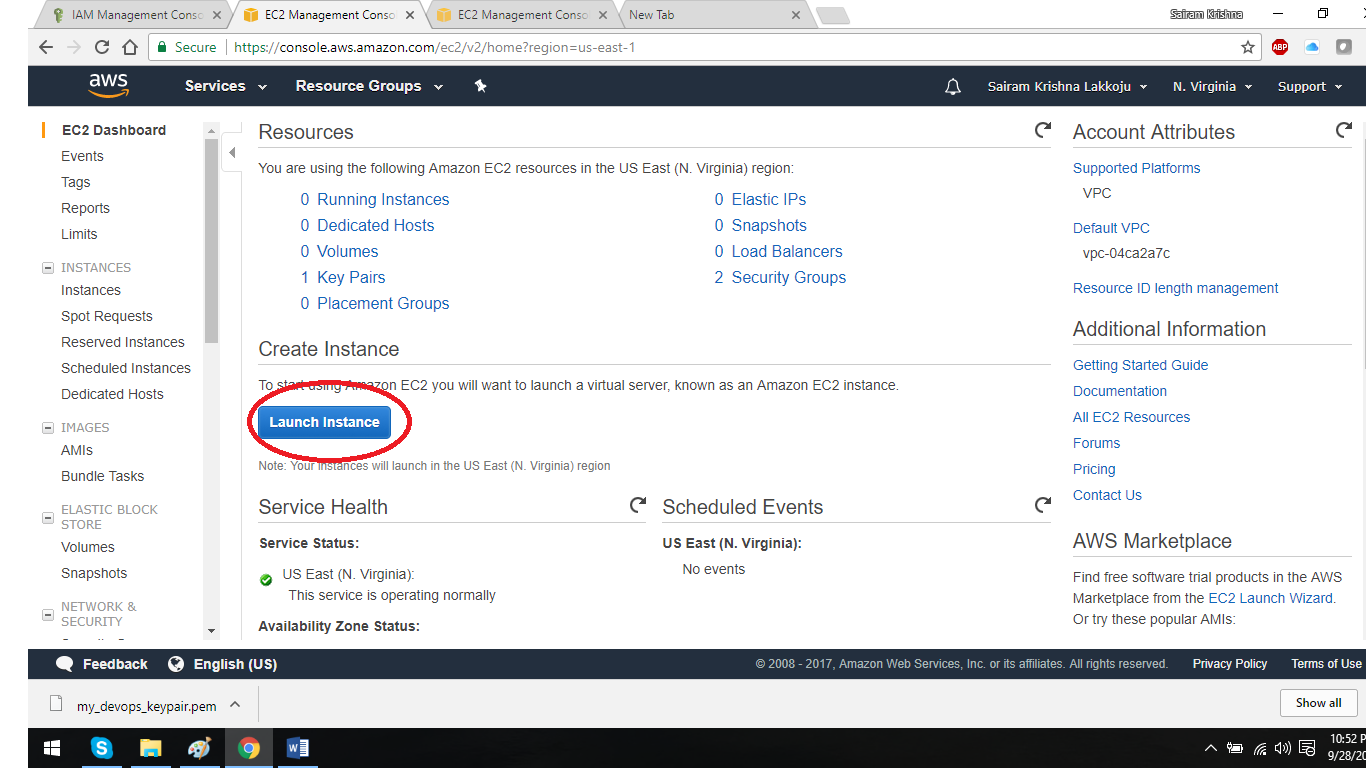 IAM Management Conso
EC2 Management Conso
EC2 Management Conso
New Tab
Sairam Krishna
Secure | https://console.aws.amazon.com/ec2/v2/home?region=us-east-1
ABP
aws
Services
Resource Groups
Sairam Krishna Lakkoju
N. Virginia
Support
EC2 Dashboard
Events
Tags
Reports
Limits
INSTANCES
Instances
Spot Requests
Reserved Instances
Scheduled Instances
Dedicated Hosts
IMAGES
AMIs
Bundle Tasks
ELASTIC BLOCK
STORE
Volumes
Snapshots
NETWORK &
SECURITY
Resources
You are using the following Amazon EC2 resources in the US East (N. Virginia) region:
0 Running Instances
0 Elastic IPs
0 Dedicated Hosts
0 Snapshots
0 Volumes
0 Load Balancers
1 Key Pairs
2 Security Groups
0 Placement Groups
Create Instance
To start using Amazon EC2 you will want to launch a virtual server, known as an Amazon EC2 instance.
Launch Instance
Note: Your instances will launch in the US East (N. Virginia) region
Service Health
Service Status:
US East (N. Virginia):
This service is operating normally
Availability Zone Status:
Scheduled Events
US East (N. Virginia):
No events
Account Attributes
Supported Platforms
VPC
Default VPC
vpc-04ca2a7c
Resource ID length management
Additional Information
Getting Started Guide
Documentation
All EC2 Resources
Forums
Pricing
Contact Us
AWS Marketplace
Find free software trial products in the AWS
Marketplace from the EC2 Launch Wizard.
Or try these popular AMIs:
Feedback
English (US)
© 2008 - 2017, Amazon Web Services, Inc. or its affiliates. All rights reserved.
Privacy Policy
Terms of Use
my_devops_keypair.pem
Show all
10:52 P
9/28/20